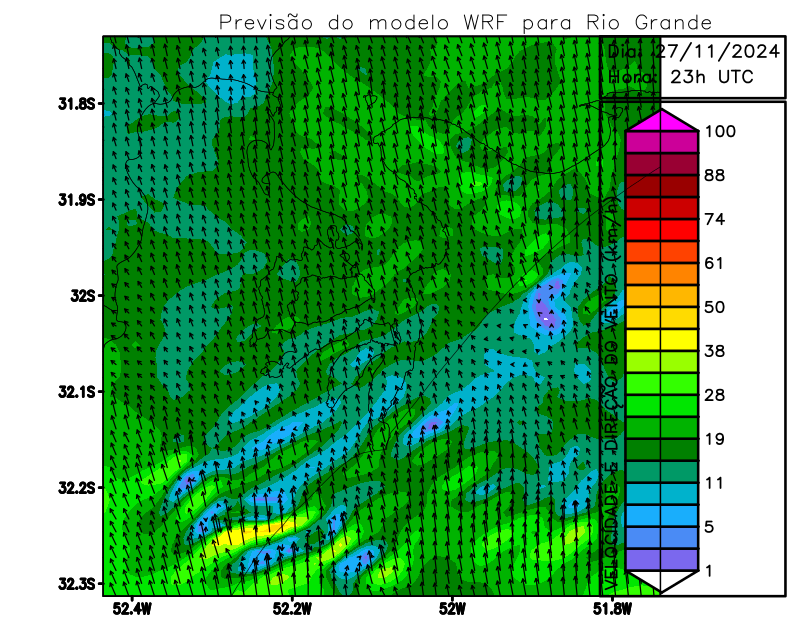 Previsão do modelo WRF para Rio Grande
Dia: 27/11/2024
Hora: 23h UTC
31.8S
31.9S
32S
32.1S
32.2S
32.3S
52.4W
52.2W
52W
51.8W
VELOCIDADE E DIREÇÃO DO VENTO (km/h)
100
88
74
61
50
38
28
19
11
5
1